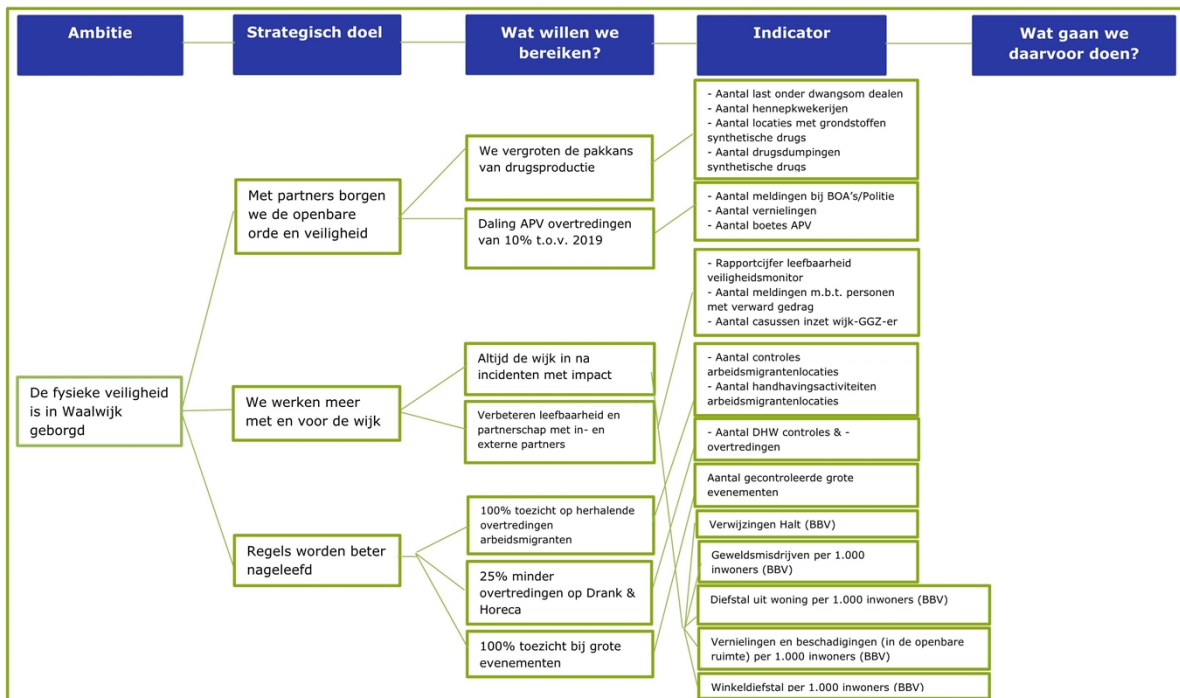 Ambitie
Strategisch doel
Wat willen we
bereiken?
Indicator
Wat gaan we
daarvoor doen?
De fysieke veiligheid
is in Waalwijk
geborgd
Met partners borgen
we de openbare
orde en veiligheid
We werken meer
met en voor de wijk
Regels worden beter
nageleefd
We vergroten de pakkans
van drugsproductie
Daling APV overtredingen
van 10% t.o.v. 2019
Altijd de wijk in na
incidenten met impact
Verbeteren leefbaarheid en
partnerschap met in- en
externe partners
100% toezicht op herhalende
overtredingen
arbeidsmigranten
25% minder
overtredingen op Drank &
Horeca
100% toezicht bij grote
evenementen
- Aantal last onder dwangsom dealen
- Aantal hennepkwekerijen
- Aantal locaties met grondstoffen
synthetische drugs
- Aantal drugsdumpingen
synthetische drugs
- Aantal meldingen bij BOA's/Politie
- Aantal vernielingen
- Aantal boetes APV
- Rapportcijfer leefbaarheid
veiligheidsmonitor
- Aantal meldingen m.b.t. personen
met verward gedrag
- Aantal casussen inzet wijk-GGZ-er
- Aantal controles
arbeidsmigrantenlocaties
- Aantal handhavingsactiviteiten
arbeidsmigrantenlocaties
- Aantal DHW controles & -
overtredingen
Aantal gecontroleerde grote
evenementen
Verwijzingen Halt (BBV)
Geweldsmisdrijven per 1.000
inwoners (BBV)
Diefstal uit woning per 1.000 inwoners (BBV)
Vernielingen en beschadigingen (in de openbare
ruimte) per 1.000 inwoners (BBV)
Winkeldiefstal per 1.000 inwoners (BBV)